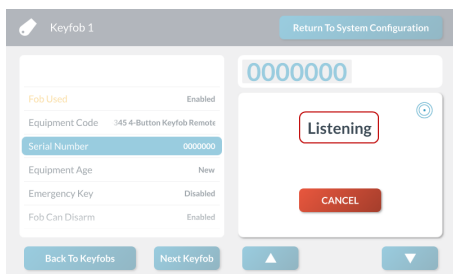 Keyfob 1
Return To System Configuration
0000000
Fob Used Enabled
Equipment Code 345 4-Button Keyfob Remote
Serial Number 0000000
Equipment Age New
Emergency Key Disabled
Fob Can Disarm Enabled
Listening
CANCEL
Back To Keyfobs
Next Keyfob